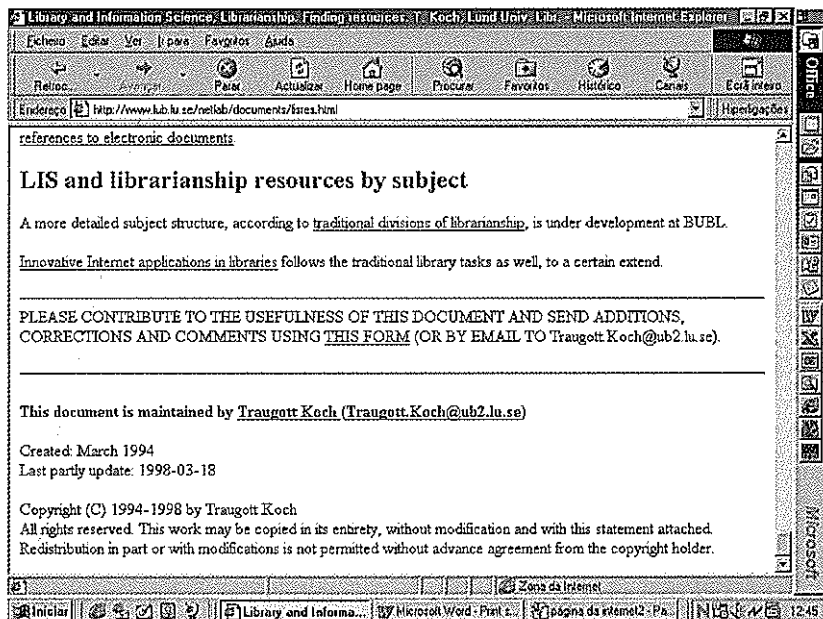 Library and Information Science, Librarianship. Finding resources. T. Koch, Lund Univ. Libr. - Microsoft Internet Explorer
Ficheiro Editar Ver Ir para Favoritos Ajuda
Retroc... Avançar Parar Actualizar Home page Procurar Favoritos Histórico Canais Ecrã inteiro
Endereço http://www.lub.lu.se/netlab/documents/lisres.html Hiperligações
Office
references to electronic documents.
LIS and librarianship resources by subject
A more detailed subject structure, according to traditional divisions of librarianship, is under development at BUBL.
Innovative Internet applications in libraries follows the traditional library tasks as well, to a certain extend.
PLEASE CONTRIBUTE TO THE USEFULNESS OF THIS DOCUMENT AND SEND ADDITIONS,
CORRECTIONS AND COMMENTS USING THIS FORM (OR BY EMAIL TO Traugott.Koch@ub2.lu.se).
This document is maintained by Traugott Koch (Traugott.Koch@ub2.lu.se)
Created: March 1994
Last partly update: 1998-03-18
Copyright (C) 1994-1998 by Traugott Koch
All rights reserved. This work may be copied in its entirety, without modification and with this statement attached.
Redistribution in part or with modifications is not permitted without advance agreement from the copyright holder.
Microsoft
Zona da Internet
Iniciar Library and Informa... Microsoft Word - Print s... página da internet2 - Pa... 12:45